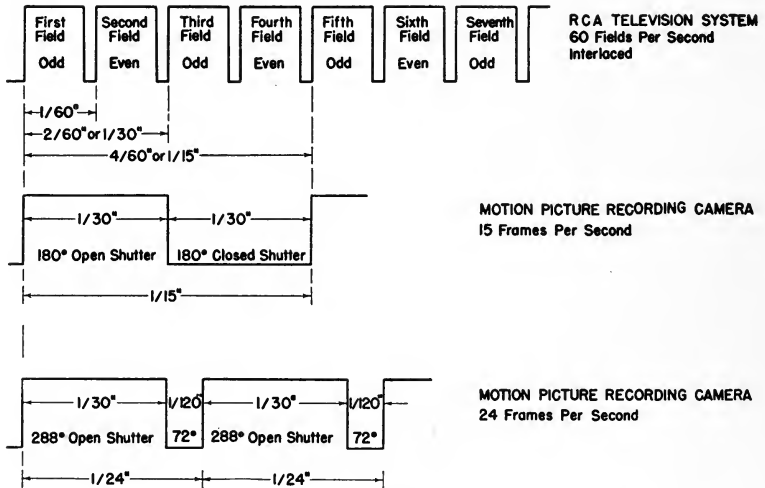 First Field Odd
Second Field Even
Third Field Odd
Fourth Field Even
Fifth Field Odd
Sixth Field Even
Seventh Field Odd
RCA TELEVISION SYSTEM
60 Fields Per Second
Interlaced
1/60"
2/60" or 1/30"
4/60" or 1/15"
1/30" 1/30"
180° Open Shutter 180° Closed Shutter
1/15"
MOTION PICTURE RECORDING CAMERA
15 Frames Per Second
1/30" 1/120" 1/30" 1/120"
288° Open Shutter 72° 288° Open Shutter 72°
1/24" 1/24"
MOTION PICTURE RECORDING CAMERA
24 Frames Per Second